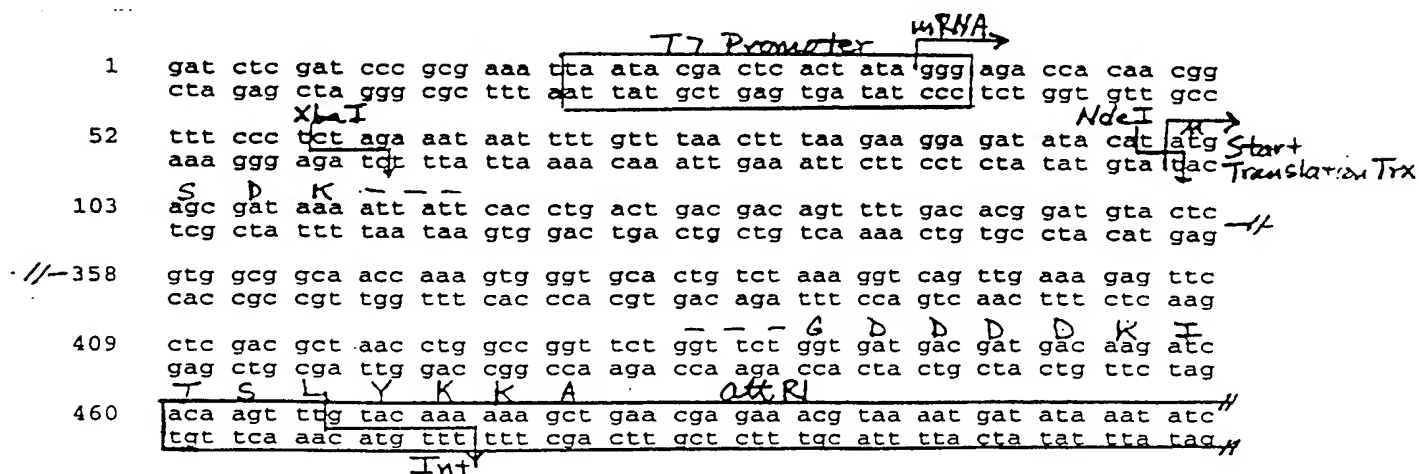 T7 Promoter mRNA
1 gat ctc gat ccc gcg aaa ttaa ata cga ctc act ata ggg aga cca caa cgg
cta gag cta ggg cgc ttt aat tat gct gag tga tat ccc tct ggt gtt gcc
XbaI NdeI
52 ttt ccc tct aga aat aat ttt gtt taa ctt taa gaa gga gat ata cat atg
aaa ggg aga tct tta tta aaa caa att gaa att ctt cct cta tat gta tac
M Start
Translation Trx
S D K - - -
103 agc gat aaa att att cac ctg act gac gac agt ttt gac acg gat gta ctc
tcg cta ttt taa taa gtg gac tga ctg ctg tca aaa ctg tgc cta cat gag
358 gtg gcg gca acc aaa gtg ggt gca ctg tct aaa ggt cag ttg aaa gag ttc
cac cgc cgt tgg ttt cac cca cgt gac aga ttt cca gtc aac ttt ctc aag
- - - G D D D D K I
409 ctc gac gct aac ctg gcc ggt tct ggt tct ggt gat gac gat gac aag atc
gag ctg cga ttg gac cgg cca aga cca aga cca cta ctg cta ctg ttc tag
T S L Y K K A attR1
460 aca agt ttg tac aaa aaa gct gaa cga gaa acg taa aat gat ata aat atc
tgt tca aac atg ttt ttt cga ctt gct ctt tgc att tta cta tat tta tag
Int